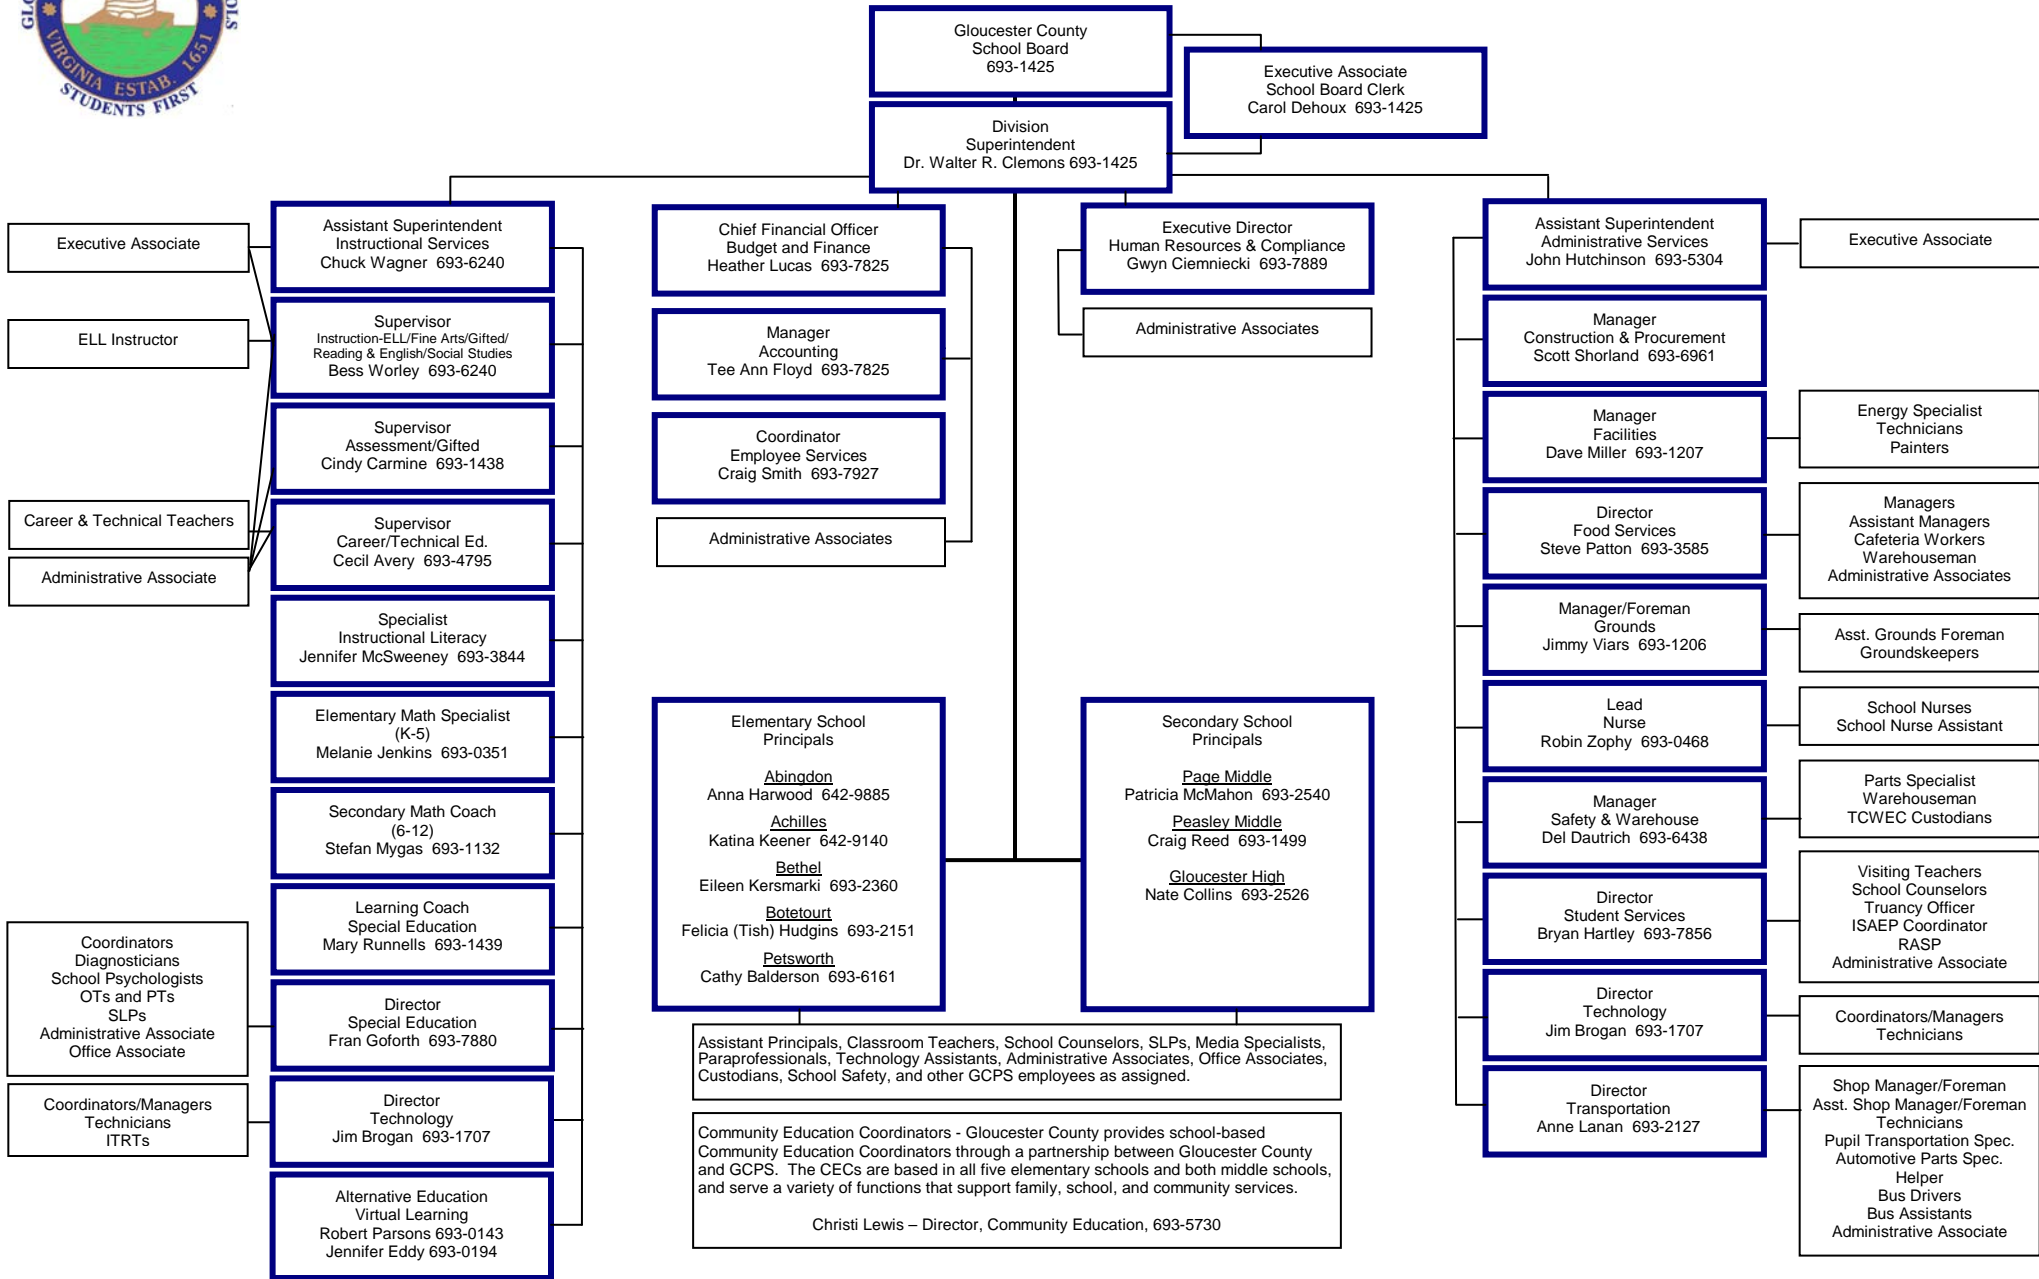 GLO
OLS
VIRGINIA ESTAB. 1651
STUDENTS FIRST
Gloucester County
School Board
693-1425
Executive Associate
School Board Clerk
Carol Dehoux 693-1425
Division
Superintendent
Dr. Walter R. Clemons 693-1425
Executive Associate
ELL Instructor
Career & Technical Teachers
Administrative Associate
Coordinators
Diagnosticians
School Psychologists
OTs and PTs
SLPs
Administrative Associate
Office Associate
Coordinators/Managers
Technicians
ITRTs
Assistant Superintendent
Instructional Services
Chuck Wagner 693-6240
Supervisor
Instruction-ELL/Fine Arts/Gifted/
Reading & English/Social Studies
Bess Worley 693-6240
Supervisor
Assessment/Gifted
Cindy Carmine 693-1438
Supervisor
Career/Technical Ed.
Cecil Avery 693-4795
Specialist
Instructional Literacy
Jennifer McSweeney 693-3844
Elementary Math Specialist
(K-5)
Melanie Jenkins 693-0351
Secondary Math Coach
(6-12)
Stefan Mygas 693-1132
Learning Coach
Special Education
Mary Runnells 693-1439
Director
Special Education
Fran Goforth 693-7880
Director
Technology
Jim Brogan 693-1707
Alternative Education
Virtual Learning
Robert Parsons 693-0143
Jennifer Eddy 693-0194
Chief Financial Officer
Budget and Finance
Heather Lucas 693-7825
Manager
Accounting
Tee Ann Floyd 693-7825
Coordinator
Employee Services
Craig Smith 693-7927
Administrative Associates
Executive Director
Human Resources & Compliance
Gwyn Ciemniecki 693-7889
Administrative Associates
Elementary School
Principals
Abingdon
Anna Harwood 642-9885
Achilles
Katina Keener 642-9140
Bethel
Eileen Kersmarki 693-2360
Botetourt
Felicia (Tish) Hudgins 693-2151
Petsworth
Cathy Balderson 693-6161
Secondary School
Principals
Page Middle
Patricia McMahon 693-2540
Peasley Middle
Craig Reed 693-1499
Gloucester High
Nate Collins 693-2526
Assistant Principals, Classroom Teachers, School Counselors, SLPs, Media Specialists,
Paraprofessionals, Technology Assistants, Administrative Associates, Office Associates,
Custodians, School Safety, and other GCPS employees as assigned.
Community Education Coordinators - Gloucester County provides school-based
Community Education Coordinators through a partnership between Gloucester County
and GCPS. The CECs are based in all five elementary schools and both middle schools,
and serve a variety of functions that support family, school, and community services.
Christi Lewis – Director, Community Education, 693-5730
Assistant Superintendent
Administrative Services
John Hutchinson 693-5304
Manager
Construction & Procurement
Scott Shorland 693-6961
Manager
Facilities
Dave Miller 693-1207
Director
Food Services
Steve Patton 693-3585
Manager/Foreman
Grounds
Jimmy Viars 693-1206
Lead
Nurse
Robin Zophy 693-0468
Manager
Safety & Warehouse
Del Dautrich 693-6438
Director
Student Services
Bryan Hartley 693-7856
Director
Technology
Jim Brogan 693-1707
Director
Transportation
Anne Lanan 693-2127
Executive Associate
Energy Specialist
Technicians
Painters
Managers
Assistant Managers
Cafeteria Workers
Warehouseman
Administrative Associates
Asst. Grounds Foreman
Groundskeepers
School Nurses
School Nurse Assistant
Parts Specialist
Warehouseman
TCWEC Custodians
Visiting Teachers
School Counselors
Truancy Officer
ISAEP Coordinator
RASP
Administrative Associate
Coordinators/Managers
Technicians
Shop Manager/Foreman
Asst. Shop Manager/Foreman
Technicians
Pupil Transportation Spec.
Automotive Parts Spec.
Helper
Bus Drivers
Bus Assistants
Administrative Associate